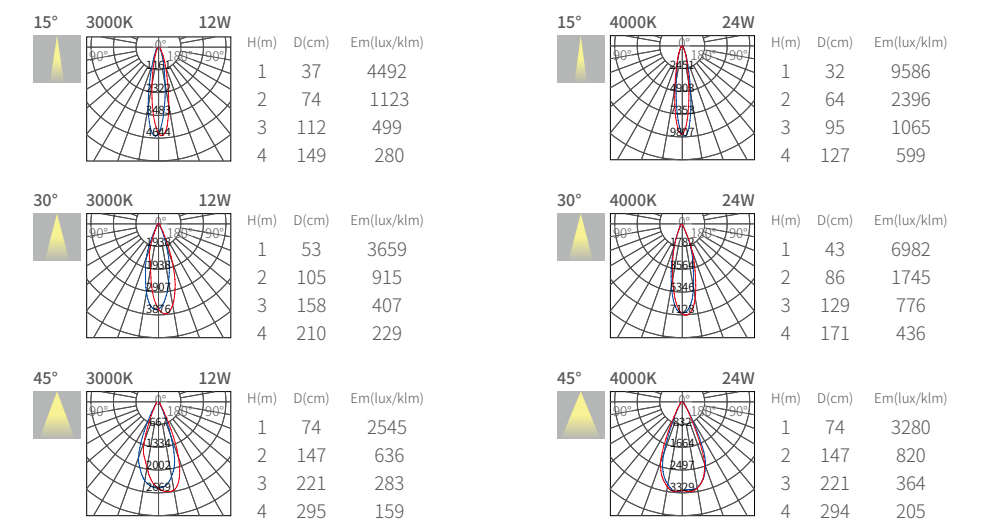 15° 3000K 12W
H(m) D(cm) Em(lux/klm)
1 37 4492
2 74 1123
3 112 499
4 149 280
0°
90° 180° 90°
1161
2322
3483
4644
15° 4000K 24W
H(m) D(cm) Em(lux/klm)
1 32 9586
2 64 2396
3 95 1065
4 127 599
0°
90° 180° 90°
2451
4903
7353
9807
30° 3000K 12W
H(m) D(cm) Em(lux/klm)
1 53 3659
2 105 915
3 158 407
4 210 229
0°
90° 180° 90°
1938
1938
2907
3876
30° 4000K 24W
H(m) D(cm) Em(lux/klm)
1 43 6982
2 86 1745
3 129 776
4 171 436
0°
90° 180° 90°
1782
3564
5346
7128
45° 3000K 12W
H(m) D(cm) Em(lux/klm)
1 74 2545
2 147 636
3 221 283
4 295 159
0°
90° 180° 90°
667
1334
2002
2669
45° 4000K 24W
H(m) D(cm) Em(lux/klm)
1 74 3280
2 147 820
3 221 364
4 294 205
0°
90° 180° 90°
832
1664
2497
3329